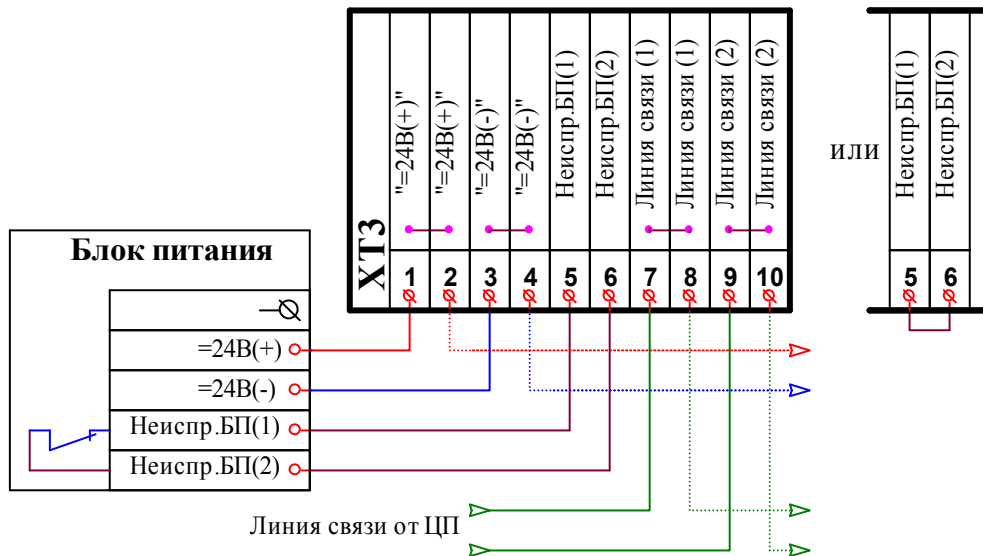 ХТ3
"=24В(+)"
"=24В(+)"
"=24В(-)"
"=24В(-)"
Неиспр.БП(1)
Неиспр.БП(2)
Линия связи (1)
Линия связи (1)
Линия связи (2)
Линия связи (2)
1 2 3 4 5 6 7 8 9 10
или
Неиспр.БП(1)
Неиспр.БП(2)
5 6
Блок питания
=24В(+)
=24В(-)
Неиспр.БП(1)
Неиспр.БП(2)
Линия связи от ЦП